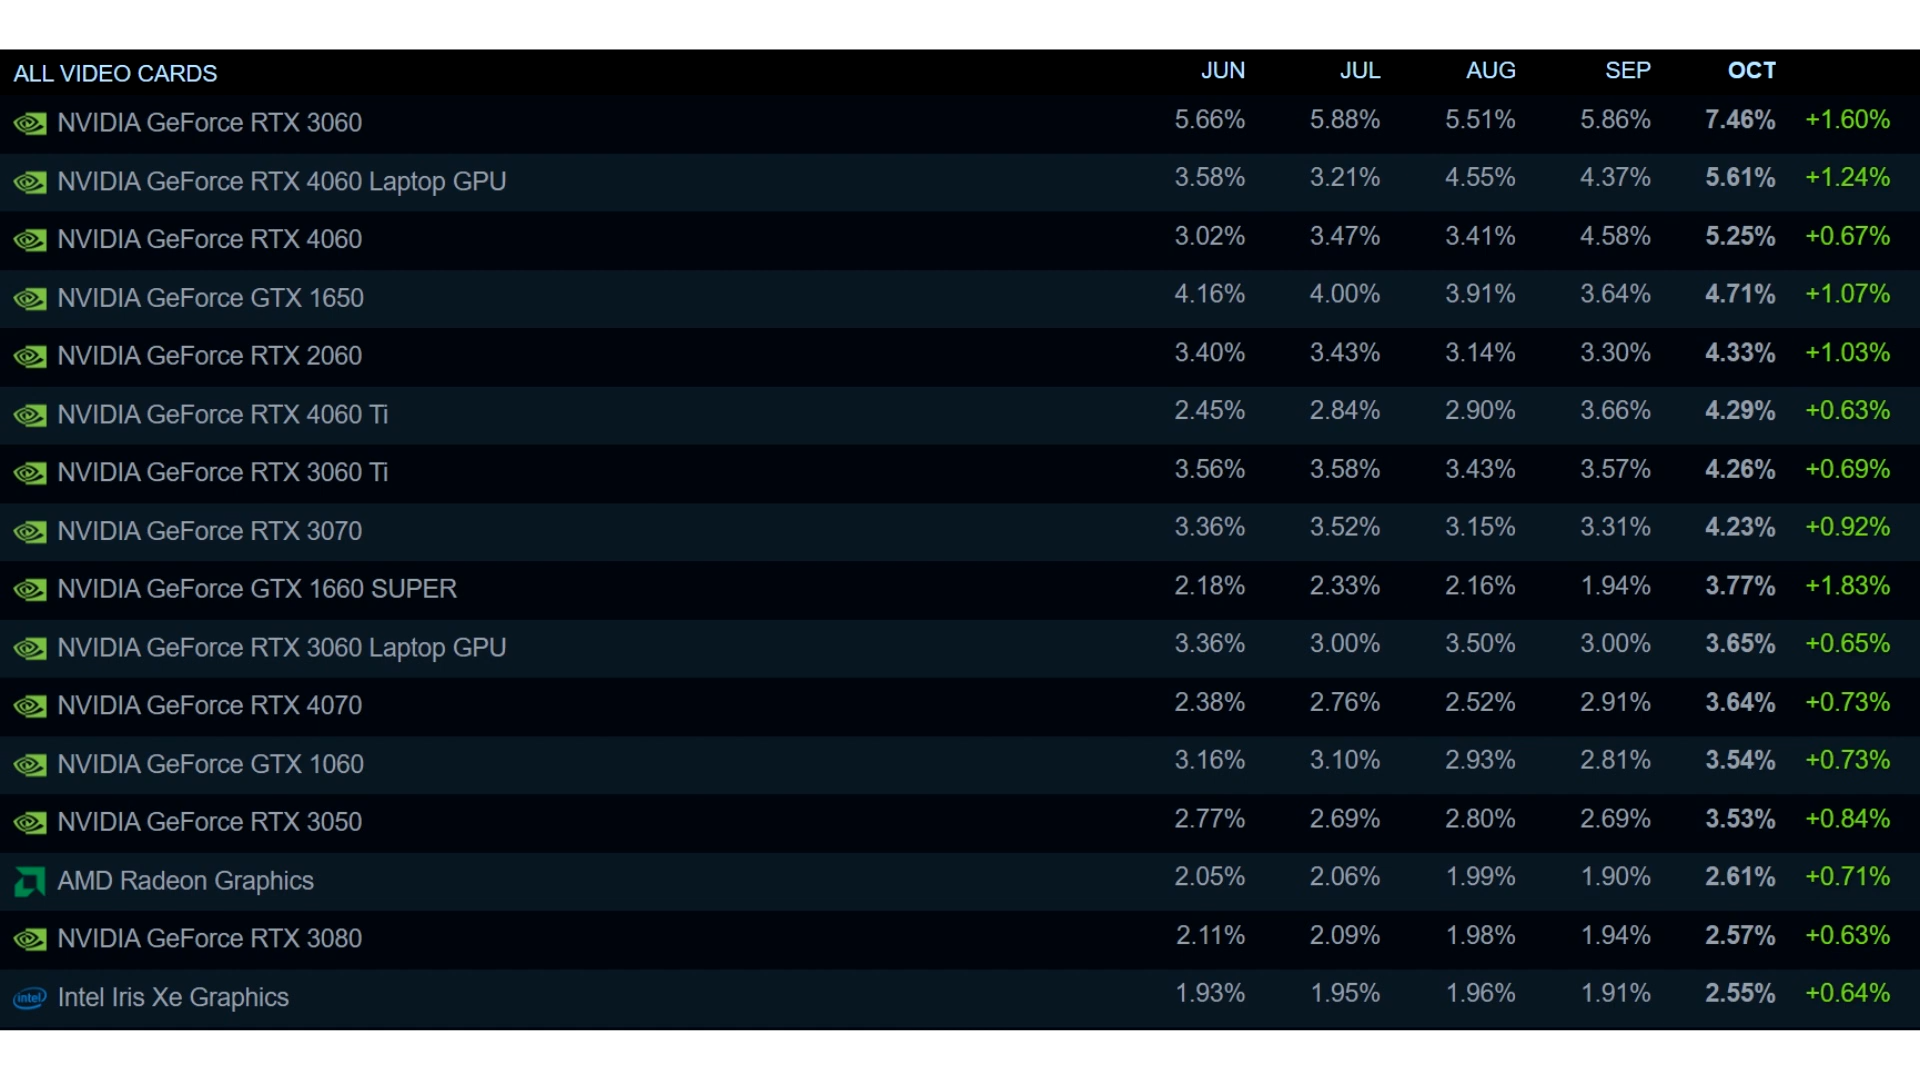 ALL VIDEO CARDS JUN JUL AUG SEP OCT
NVIDIA GeForce RTX 3060 5.66% 5.88% 5.51% 5.86% 7.46% +1.60%
NVIDIA GeForce RTX 4060 Laptop GPU 3.58% 3.21% 4.55% 4.37% 5.61% +1.24%
NVIDIA GeForce RTX 4060 3.02% 3.47% 3.41% 4.58% 5.25% +0.67%
NVIDIA GeForce GTX 1650 4.16% 4.00% 3.91% 3.64% 4.71% +1.07%
NVIDIA GeForce RTX 2060 3.40% 3.43% 3.14% 3.30% 4.33% +1.03%
NVIDIA GeForce RTX 4060 Ti 2.45% 2.84% 2.90% 3.66% 4.29% +0.63%
NVIDIA GeForce RTX 3060 Ti 3.56% 3.58% 3.43% 3.57% 4.26% +0.69%
NVIDIA GeForce RTX 3070 3.36% 3.52% 3.15% 3.31% 4.23% +0.92%
NVIDIA GeForce GTX 1660 SUPER 2.18% 2.33% 2.16% 1.94% 3.77% +1.83%
NVIDIA GeForce RTX 3060 Laptop GPU 3.36% 3.00% 3.50% 3.00% 3.65% +0.65%
NVIDIA GeForce RTX 4070 2.38% 2.76% 2.52% 2.91% 3.64% +0.73%
NVIDIA GeForce GTX 1060 3.16% 3.10% 2.93% 2.81% 3.54% +0.73%
NVIDIA GeForce RTX 3050 2.77% 2.69% 2.80% 2.69% 3.53% +0.84%
AMD Radeon Graphics 2.05% 2.06% 1.99% 1.90% 2.61% +0.71%
NVIDIA GeForce RTX 3080 2.11% 2.09% 1.98% 1.94% 2.57% +0.63%
intel Intel Iris Xe Graphics 1.93% 1.95% 1.96% 1.91% 2.55% +0.64%